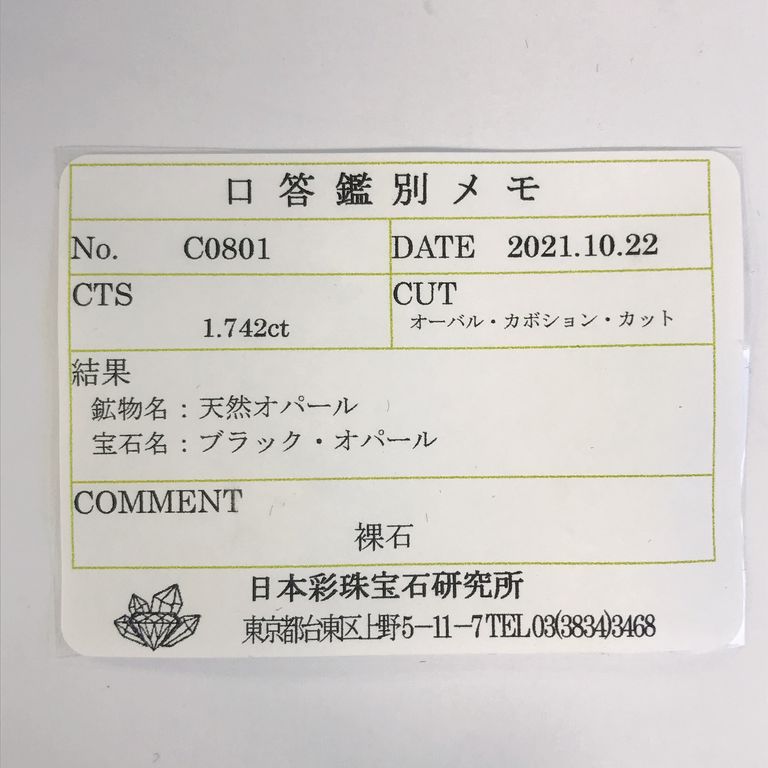 口答鑑別メモ
No. C0801
DATE 2021.10.22
CTS
1.742ct
CUT
オーバル・カボション・カット
結果
鉱物名：天然オパール
宝石名：ブラック・オパール
COMMENT
裸石
日本彩珠宝石研究所
東京都台東区上野5－11－7 TEL 03(3834)3468